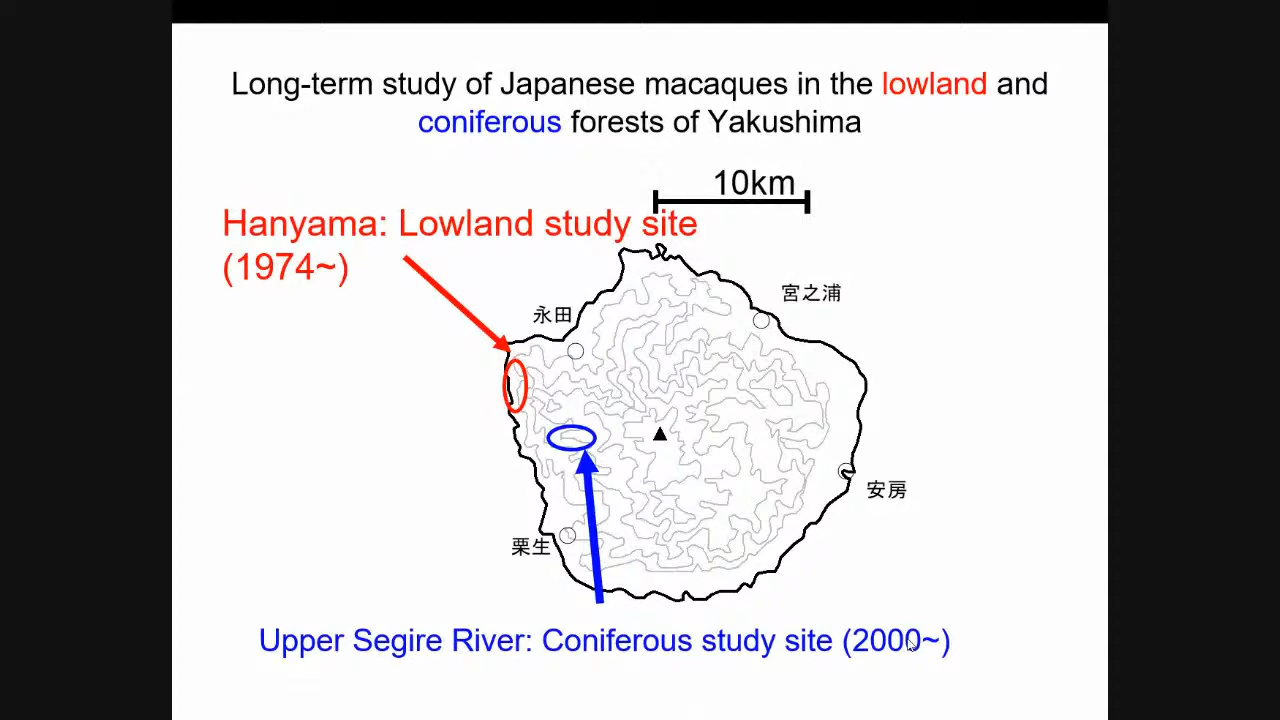 Long-term study of Japanese macaques in the lowland and
coniferous forests of Yakushima
10km
Hanyama: Lowland study site
(1974~)
宮之浦
永田
安房
栗生
Upper Segire River: Coniferous study site (2000~)